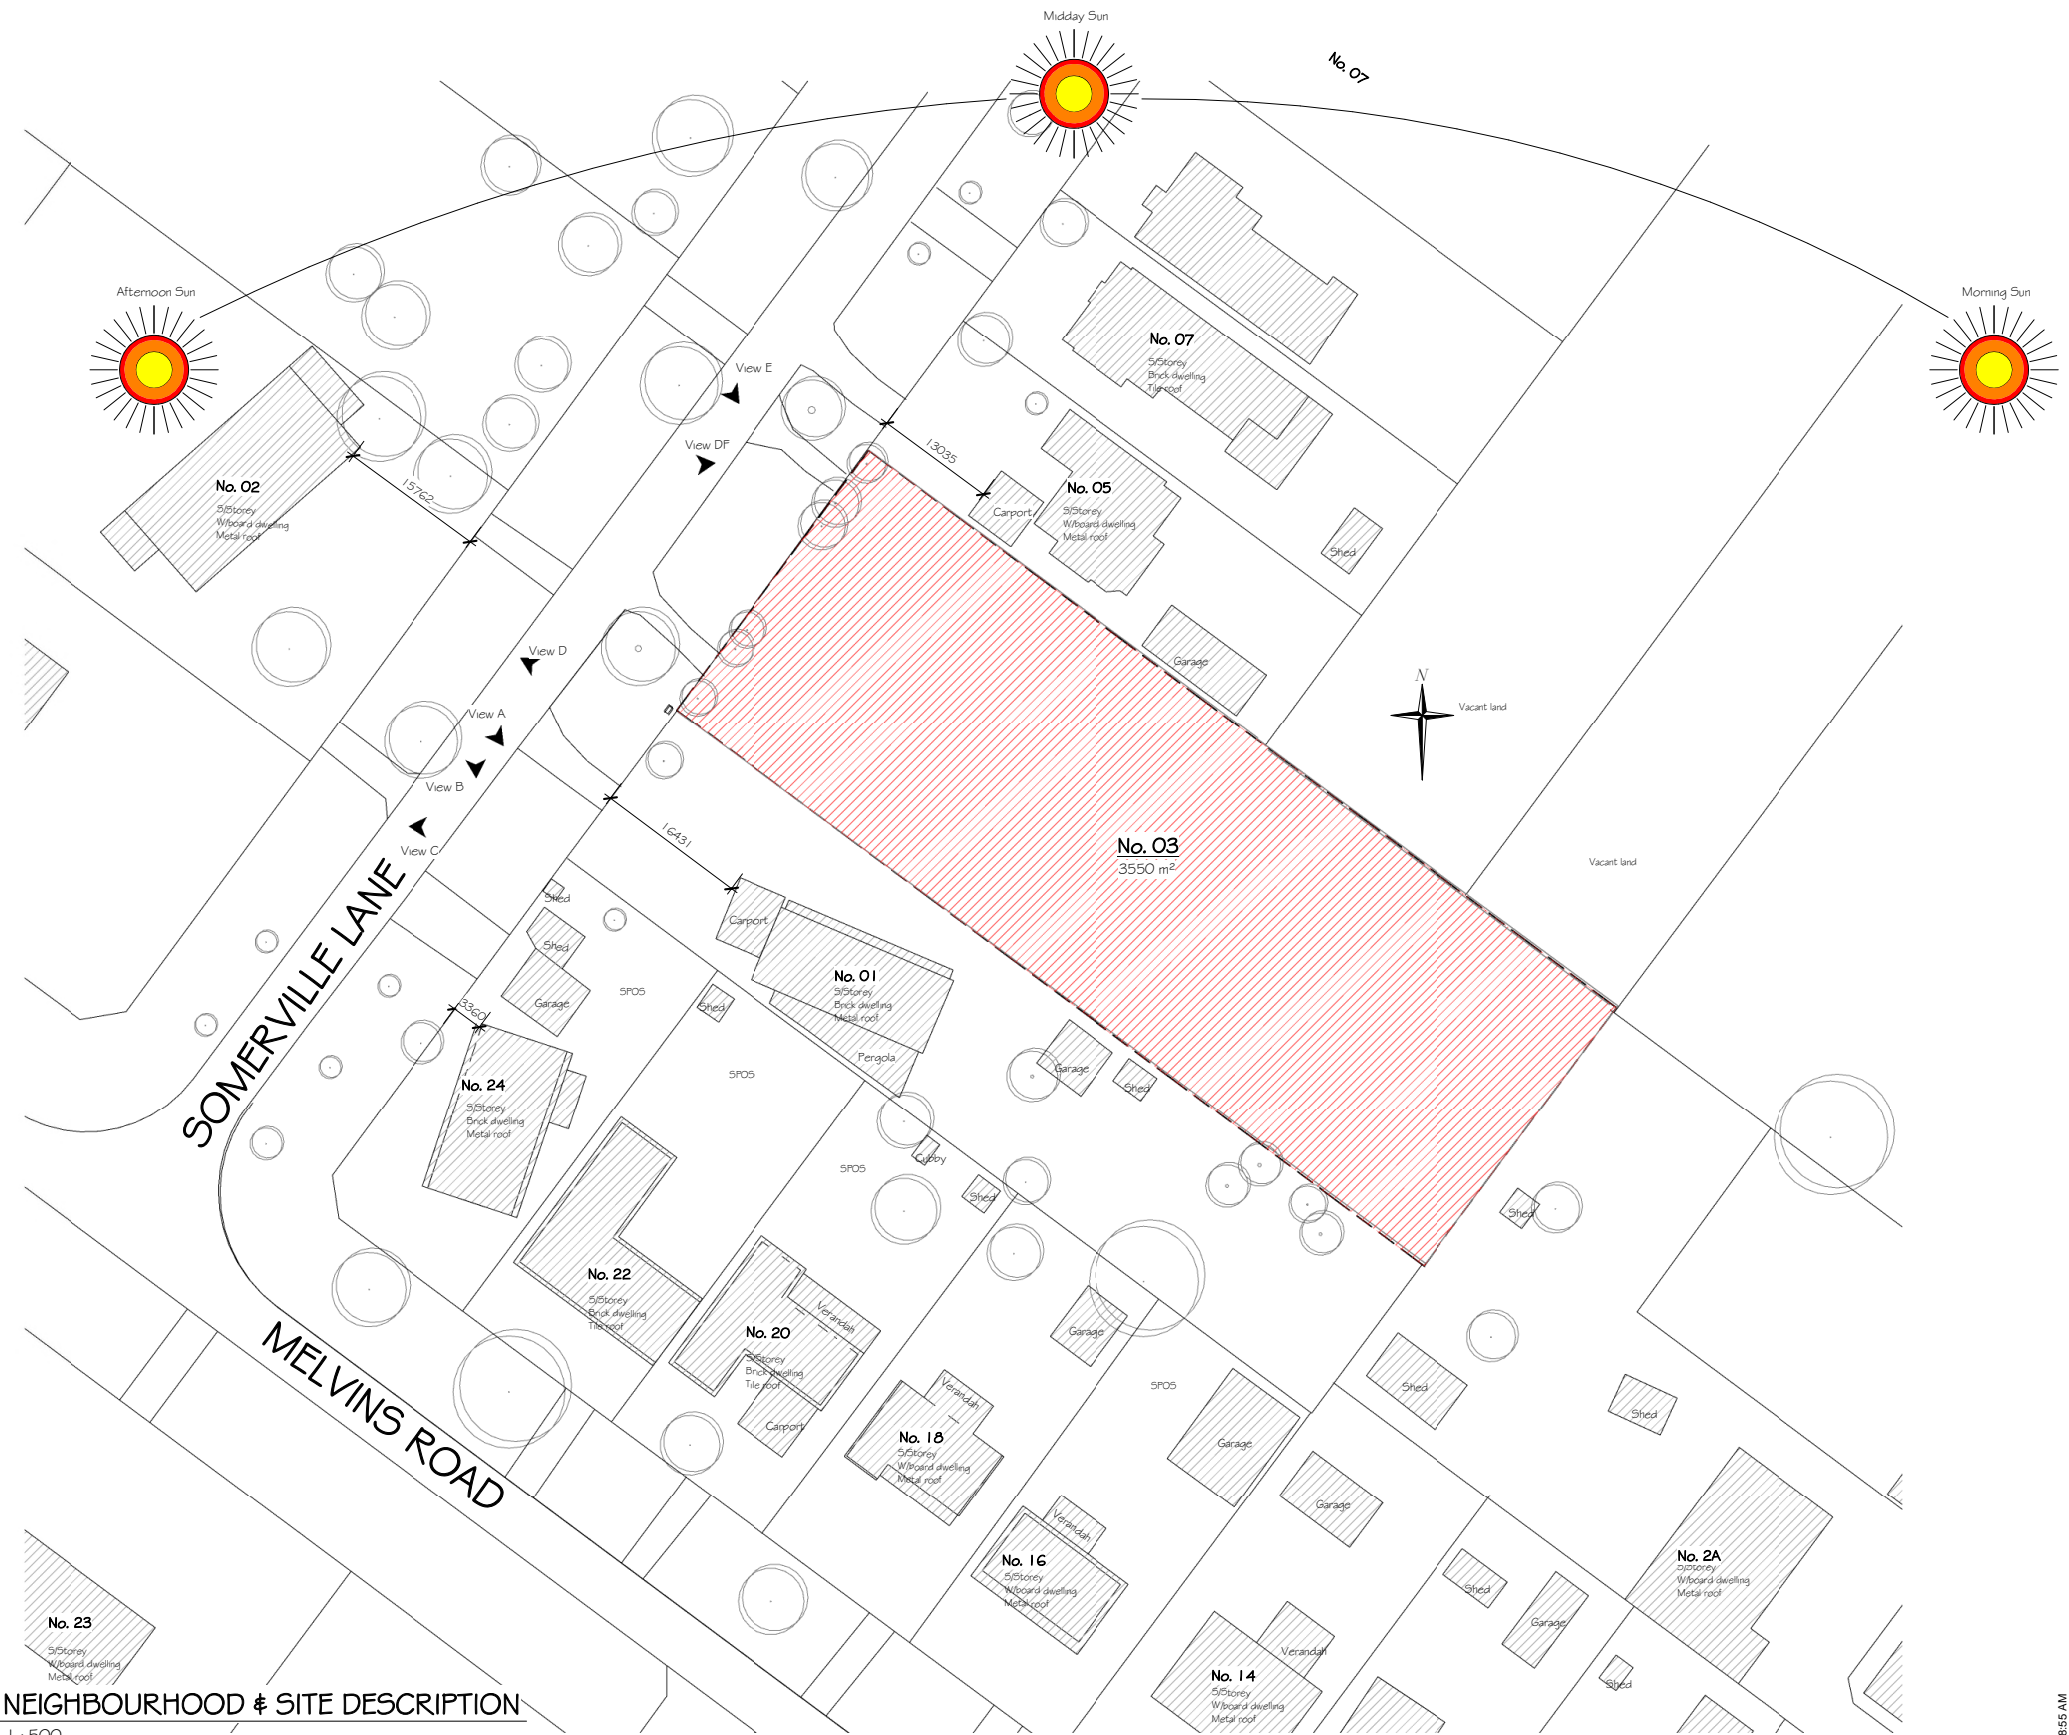 Midday Sun
No. 07
Afternoon Sun
Morning Sun
View E
No. 07
S/Storey
Brick dwelling
Tile roof
View DF
13035
15762
No. 02
S/Storey
W/board dwelling
Metal roof
No. 05
S/Storey
W/board dwelling
Metal roof
Carport
Shed
View D
Garage
N
Vacant land
View A
View B
View C
16431
No. 03
3550 m²
Vacant land
SOMERVILLE LANE
Shed
Shed
Garage
SPOS
Carport
No. 01
S/Storey
Brick dwelling
Metal roof
Pergola
Shed
3360
No. 24
S/Storey
Brick dwelling
Metal roof
SPOS
Garage
Shed
SPOS
Cubby
Shed
Shed
No. 22
S/Storey
Brick dwelling
Tile roof
Verandah
No. 20
S/Storey
Brick dwelling
Tile roof
Carport
Garage
MELVINS ROAD
Verandah
SPOS
Shed
Shed
No. 18
S/Storey
W/board dwelling
Metal roof
Garage
Garage
Verandah
No. 16
S/Storey
W/board dwelling
Metal roof
No. 2A
S/Storey
W/board dwelling
Metal roof
Shed
Garage
No. 23
S/Storey
W/board dwelling
Metal roof
Verandah
No. 14
S/Storey
W/board dwelling
Metal roof
Shed
NEIGHBOURHOOD & SITE DESCRIPTION
1 : 500
8:55 AM